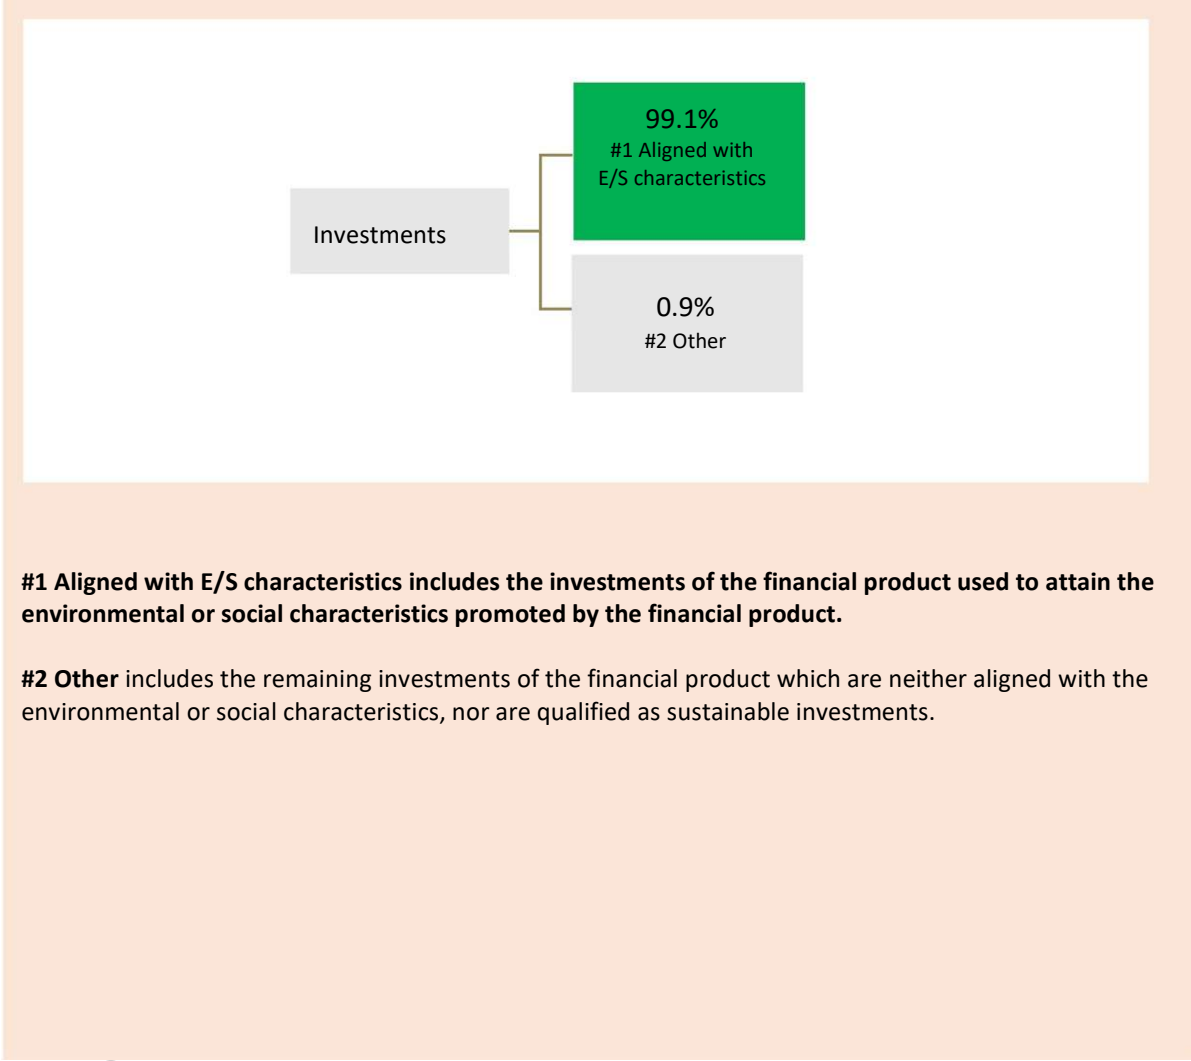 99.1%
#1 Aligned with
E/S characteristics
Investments
0.9%
#2 Other
#1 Aligned with E/S characteristics includes the investments of the financial product used to attain the
environmental or social characteristics promoted by the financial product.
#2 Other includes the remaining investments of the financial product which are neither aligned with the
environmental or social characteristics, nor are qualified as sustainable investments.